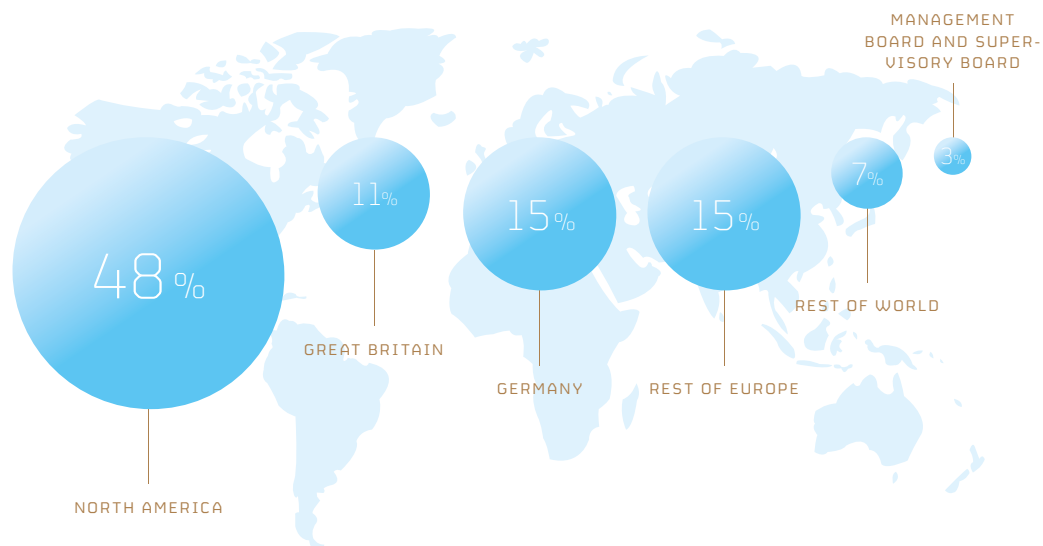 MANAGEMENT
BOARD AND SUPER-
VISORY BOARD
48 %
11%
15 %
15 %
7%
3%
REST OF WORLD
GREAT BRITAIN
GERMANY
REST OF EUROPE
NORTH AMERICA